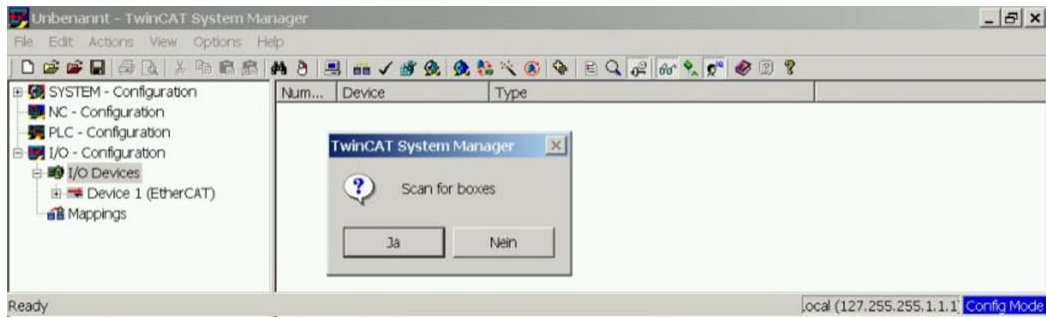 Unbenannt - TwinCAT System Manager
File Edit Actions View Options Help
SYSTEM - Configuration
NC - Configuration
PLC - Configuration
I/O - Configuration
I/O Devices
Device 1 (EtherCAT)
Mappings
Num... Device Type
TwinCAT System Manager
Scan for boxes
Ja Nein
Ready
ocal (127.255.255.1.1.1) Config Mode